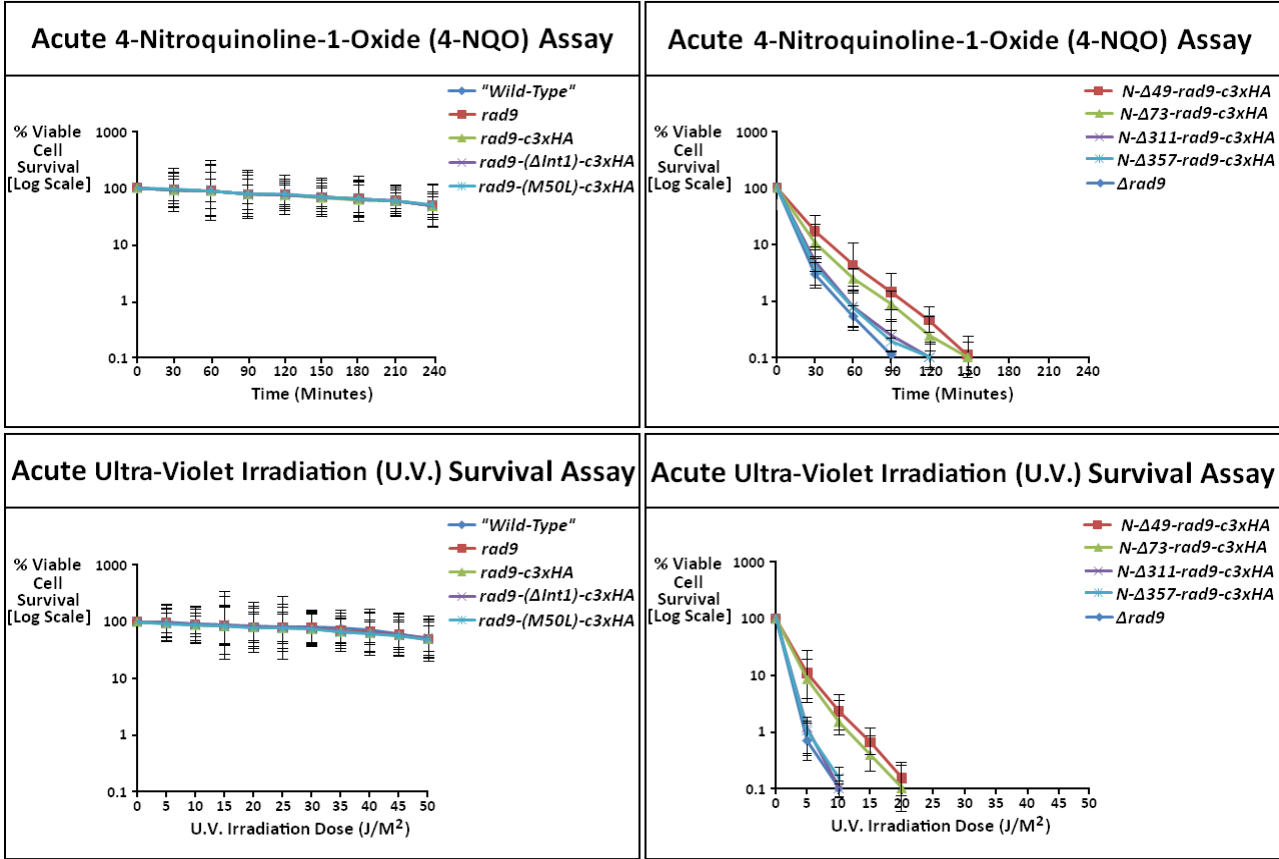 Acute 4-Nitroquinoline-1-Oxide (4-NQO) Assay
% Viable
Cell
Survival
[Log Scale]
1000
100
10
1
0.1
0 30 60 90 120 150 180 210 240
Time (Minutes)
"Wild-Type"
rad9
rad9-c3xHA
rad9-(ΔInt1)-c3xHA
rad9-(M50L)-c3xHA
Acute 4-Nitroquinoline-1-Oxide (4-NQO) Assay
% Viable
Cell
Survival
[Log Scale]
1000
100
10
1
0.1
0 30 60 90 120 150 180 210 240
Time (Minutes)
N-Δ49-rad9-c3xHA
N-Δ73-rad9-c3xHA
N-Δ311-rad9-c3xHA
N-Δ357-rad9-c3xHA
Δrad9
Acute Ultra-Violet Irradiation (U.V.) Survival Assay
% Viable
Cell
Survival
[Log Scale]
1000
100
10
1
0.1
0 5 10 15 20 25 30 35 40 45 50
U.V. Irradiation Dose (J/M²)
"Wild-Type"
rad9
rad9-c3xHA
rad9-(ΔInt1)-c3xHA
rad9-(M50L)-c3xHA
Acute Ultra-Violet Irradiation (U.V.) Survival Assay
% Viable
Cell
Survival
[Log Scale]
1000
100
10
1
0.1
0 5 10 15 20 25 30 35 40 45 50
U.V. Irradiation Dose (J/M²)
N-Δ49-rad9-c3xHA
N-Δ73-rad9-c3xHA
N-Δ311-rad9-c3xHA
N-Δ357-rad9-c3xHA
Δrad9